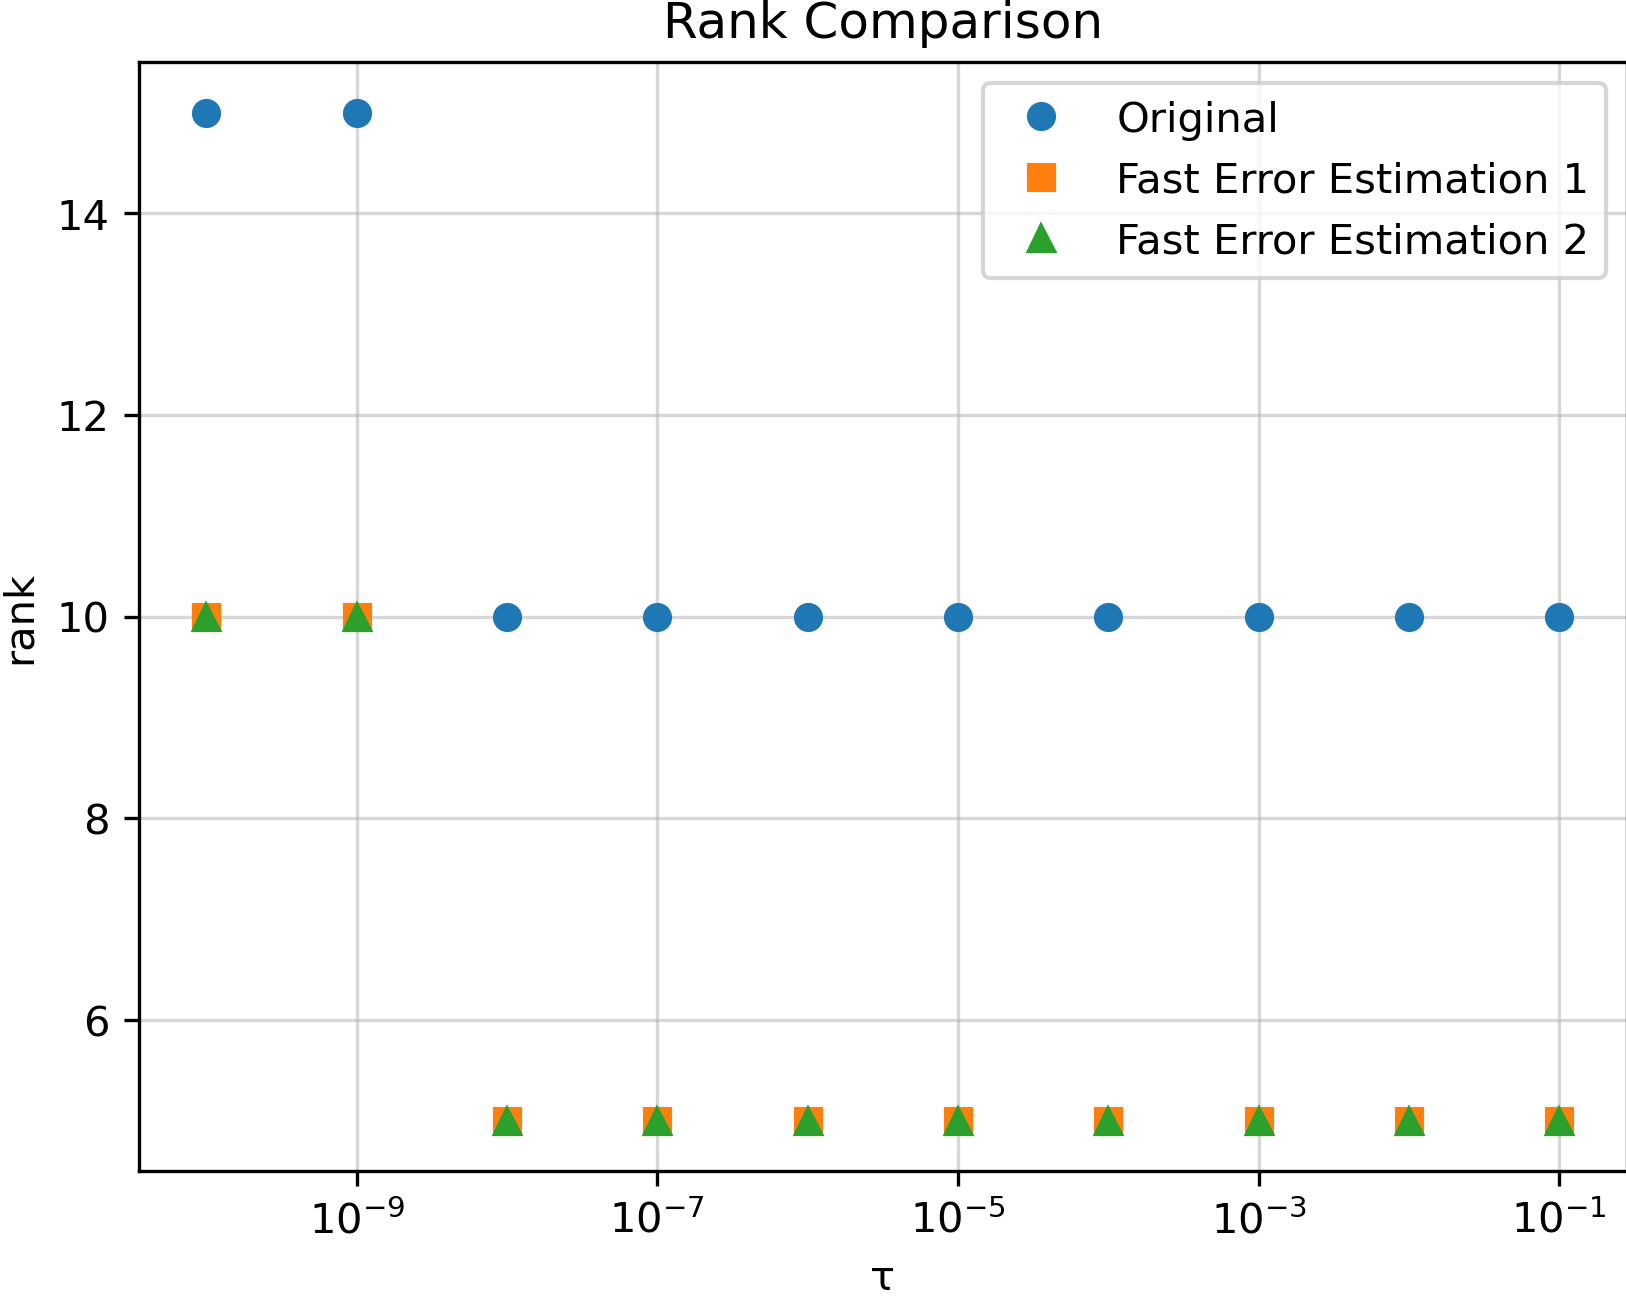 Rank Comparison
Original
Fast Error Estimation 1
Fast Error Estimation 2
14
12
10
8
6
rank
10⁻⁹ 10⁻⁷ 10⁻⁵ 10⁻³ 10⁻¹
τ